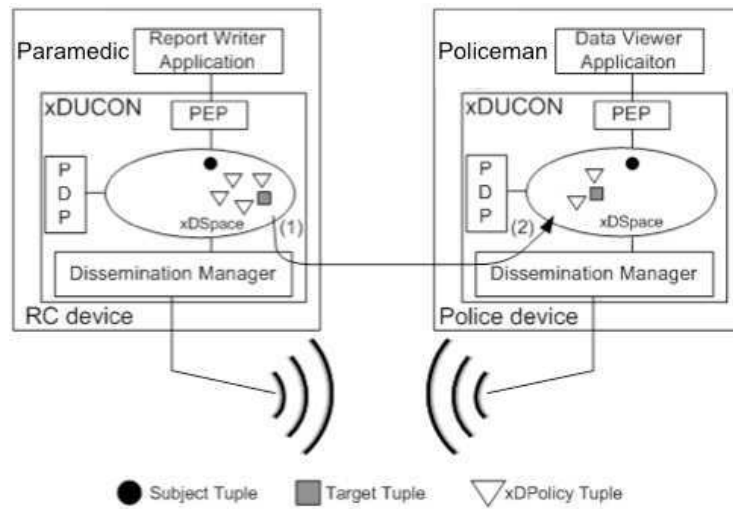 Paramedic
Report Writer
Application
xDUCON
PEP
P
D
P
xDSpace
(1)
Dissemination Manager
RC device
Policeman
Data Viewer
Applicaiton
xDUCON
PEP
P
D
P
xDSpace
(2)
Dissemination Manager
Police device
Subject Tuple
Target Tuple
xDPolicy Tuple